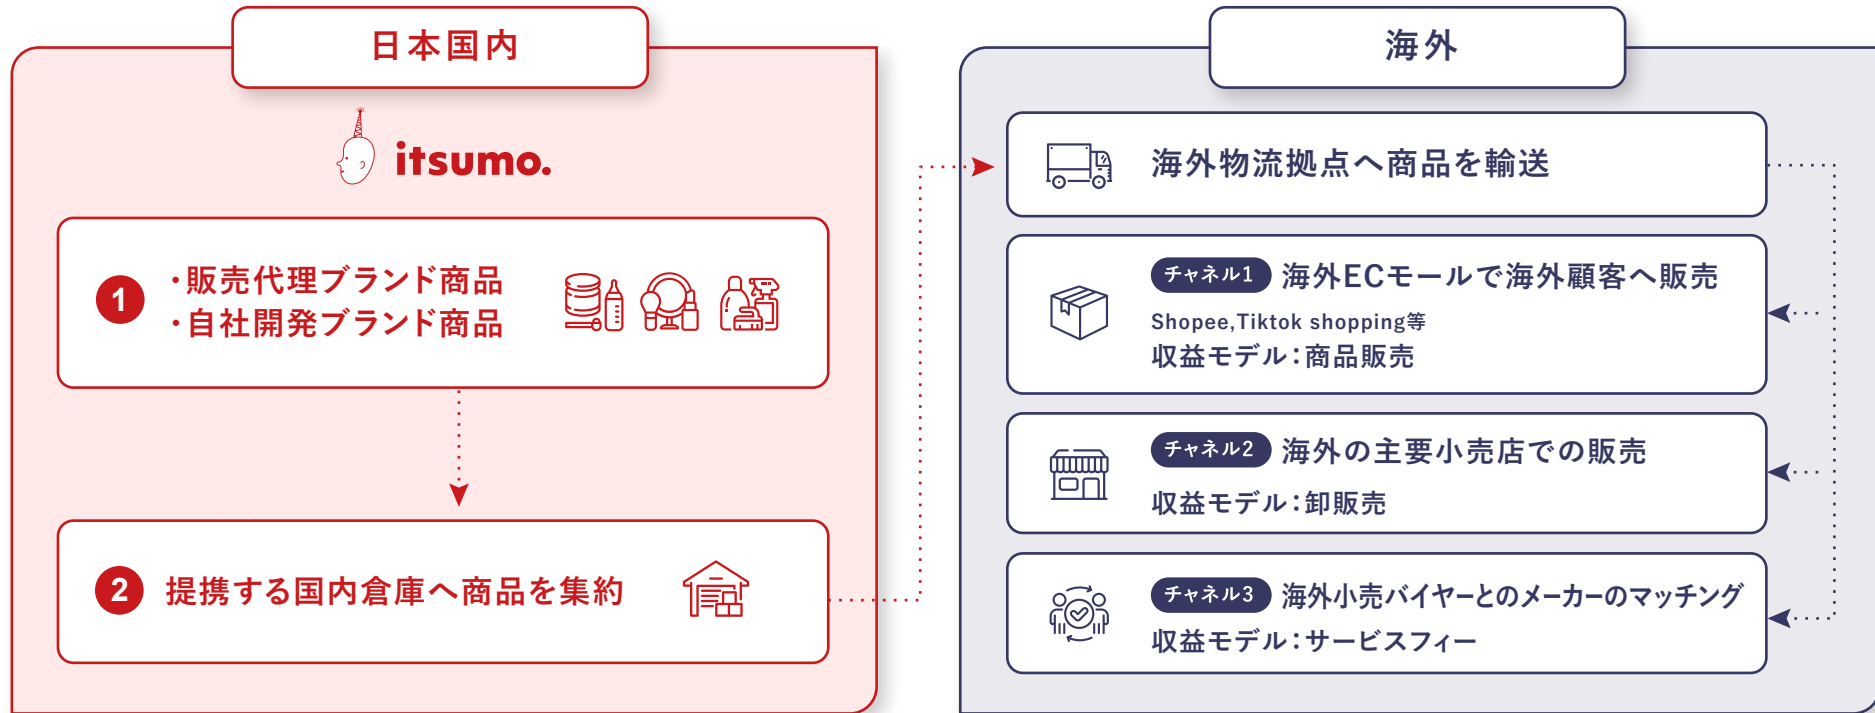 日本国内
itsumo.
1
・販売代理ブランド商品
・自社開発ブランド商品
2
提携する国内倉庫へ商品を集約
海外
海外物流拠点へ商品を輸送
チャネル1 海外ECモールで海外顧客へ販売
Shopee,Tiktok shopping等
収益モデル：商品販売
チャネル2 海外の主要小売店での販売
収益モデル：卸販売
チャネル3 海外小売バイヤーとのメーカーのマッチング
収益モデル：サービスフィー